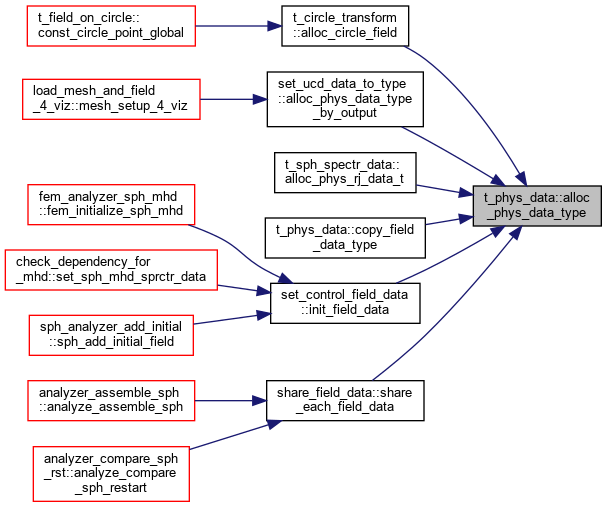 t_field_on_circle::
const_circle_point_global
t_circle_transform
::alloc_circle_field
load_mesh_and_field
_4_viz::mesh_setup_4_viz
set_ucd_data_to_type
::alloc_phys_data_type
_by_output
t_sph_spectr_data::
alloc_phys_rj_data_t
t_phys_data::alloc
_phys_data_type
fem_analyzer_sph_mhd
::fem_initialize_sph_mhd
t_phys_data::copy_field
_data_type
check_dependency_for
_mhd::set_sph_mhd_sprctr_data
set_control_field_data
::init_field_data
sph_analyzer_add_initial
::sph_add_initial_field
analyzer_assemble_sph
::analyze_assemble_sph
share_field_data::share
_each_field_data
analyzer_compare_sph
_rst::analyze_compare
_sph_restart